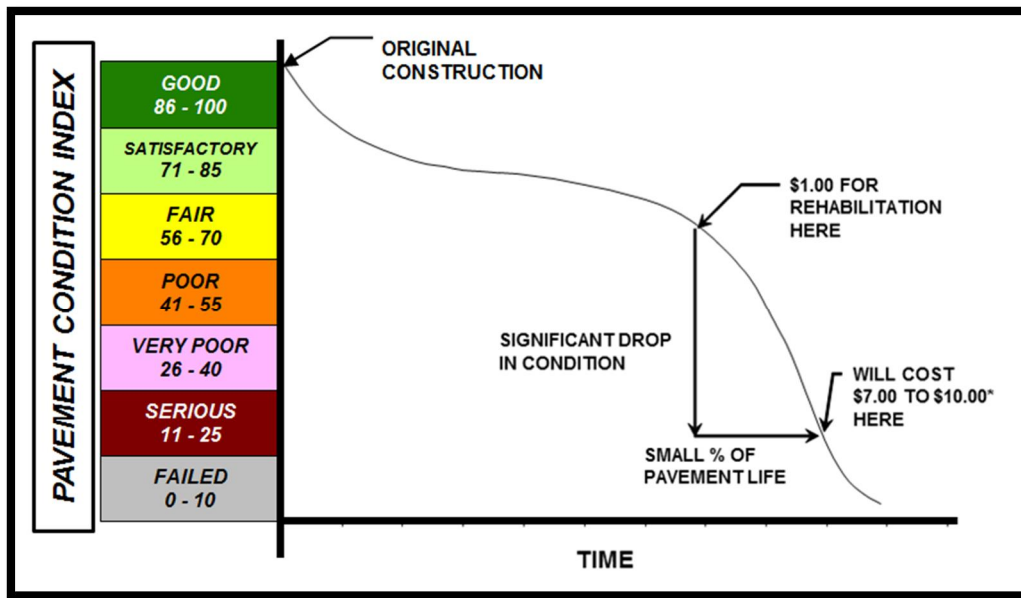 PAVEMENT CONDITION INDEX
GOOD
86 - 100
SATISFACTORY
71 - 85
FAIR
56 - 70
POOR
41 - 55
VERY POOR
26 - 40
SERIOUS
11 - 25
FAILED
0 - 10
ORIGINAL
CONSTRUCTION
$1.00 FOR
REHABILITATION
HERE
SIGNIFICANT DROP
IN CONDITION
WILL COST
$7.00 TO $10.00*
HERE
SMALL % OF
PAVEMENT LIFE
TIME